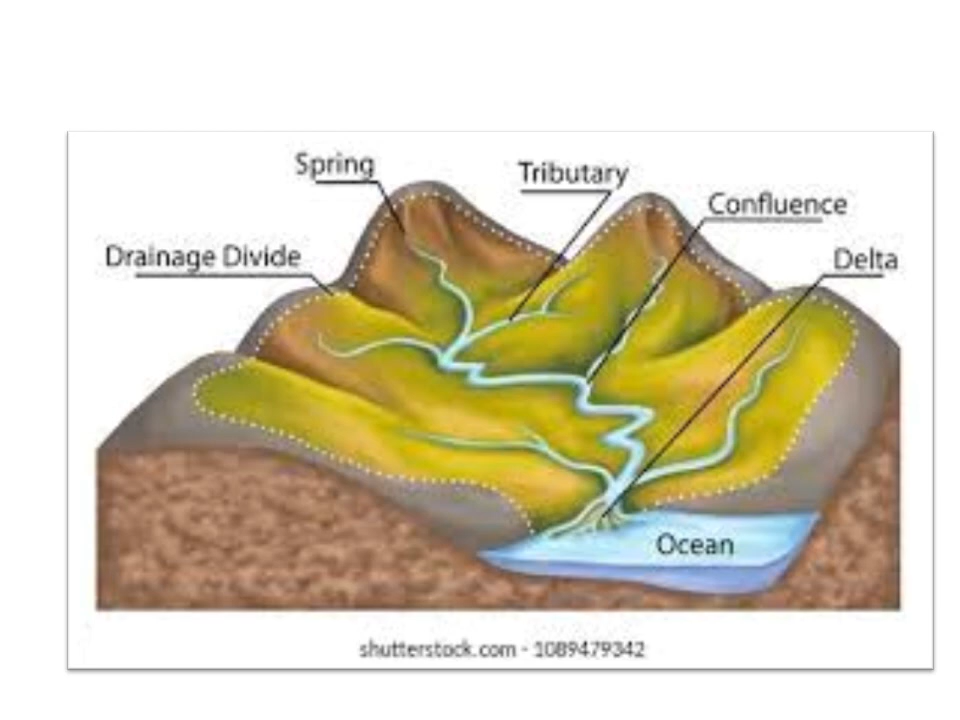 Spring
Tributary
Confluence
Drainage Divide
Delta
Ocean
shutterstock.com - 1089479342